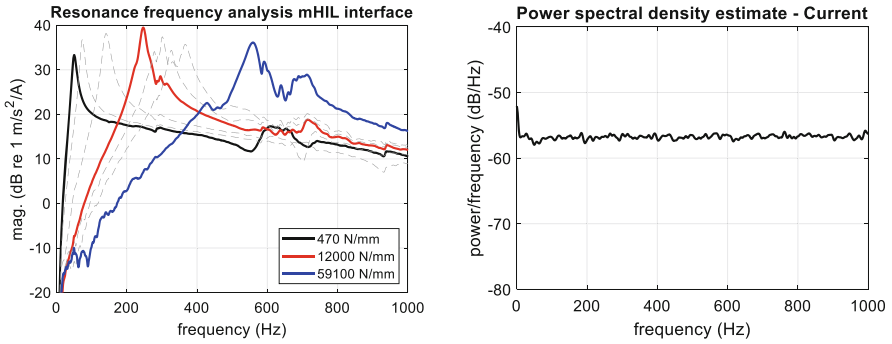 Resonance frequency analysis mHIL interface
mag. (dB re 1 m/s²/A)
40
30
20
10
0
-10
-20
470 N/mm
12000 N/mm
59100 N/mm
0 200 400 600 800 1000
frequency (Hz)
Power spectral density estimate - Current
power/frequency (dB/Hz)
-40
-50
-60
-70
-80
0 200 400 600 800 1000
frequency (Hz)